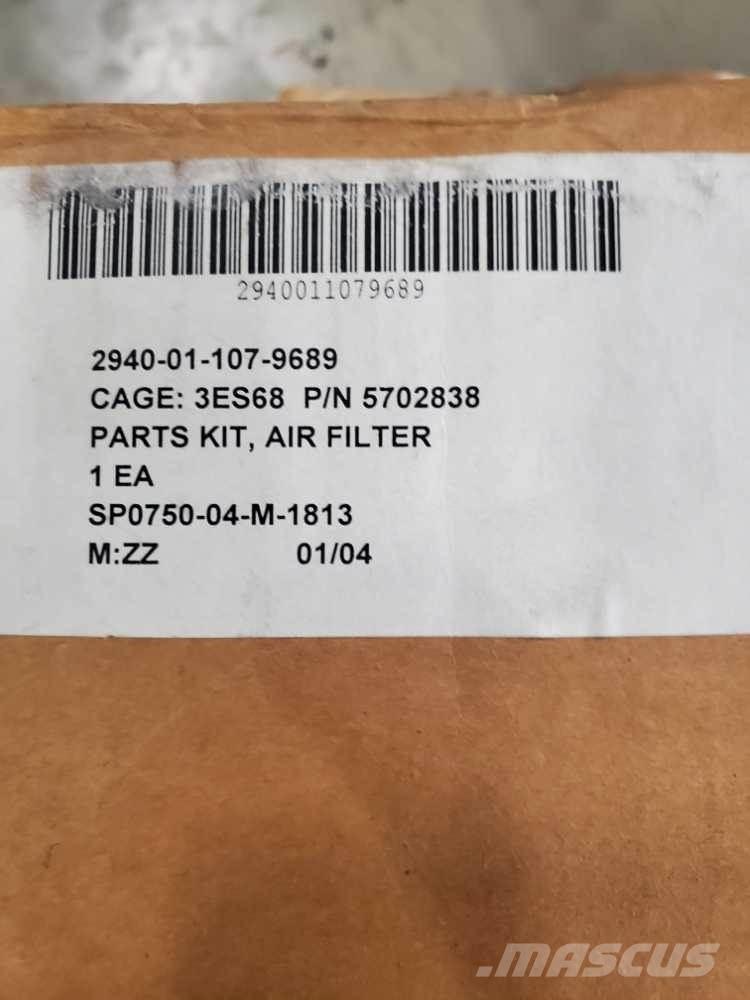 2940011079689
2940-01-107-9689
CAGE: 3ES68 P/N 5702838
PARTS KIT, AIR FILTER
1 EA
SP0750-04-M-1813
M:ZZ 01/04
MASCUS